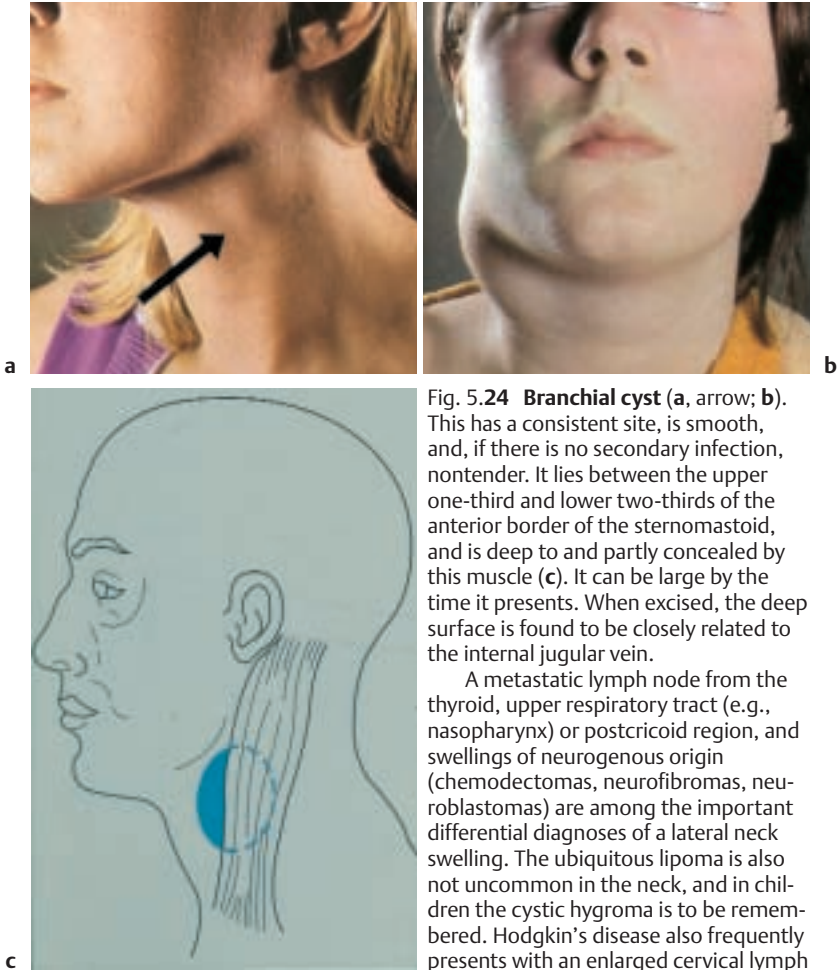 a
b
Fig. 5.24 Branchial cyst (a, arrow; b).
This has a consistent site, is smooth,
and, if there is no secondary infection,
nontender. It lies between the upper
one-third and lower two-thirds of the
anterior border of the sternomastoid,
and is deep to and partly concealed by
this muscle (c). It can be large by the
time it presents. When excised, the deep
surface is found to be closely related to
the internal jugular vein.
A metastatic lymph node from the
thyroid, upper respiratory tract (e.g.,
nasopharynx) or postcricoid region, and
swellings of neurogenous origin
(chemodectomas, neurofibromas, neu-
roblastomas) are among the important
differential diagnoses of a lateral neck
swelling. The ubiquitous lipoma is also
not uncommon in the neck, and in chil-
dren the cystic hygroma is to be remem-
bered. Hodgkin's disease also frequently
presents with an enlarged cervical lymph
c